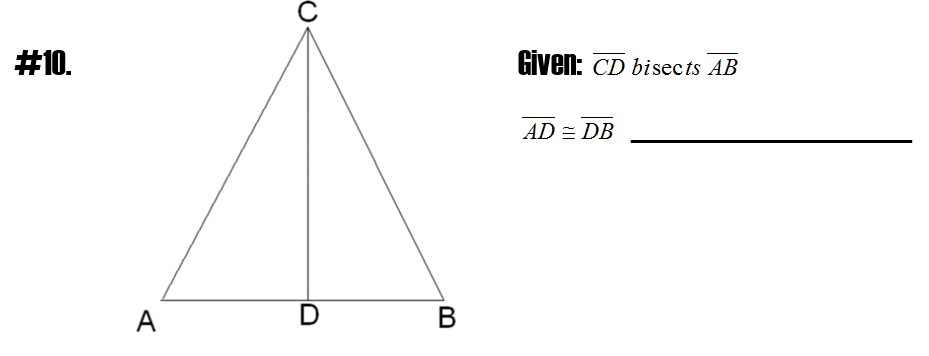 C
#10.
Given: CD bisects AB
AD ≅ DB
A D B